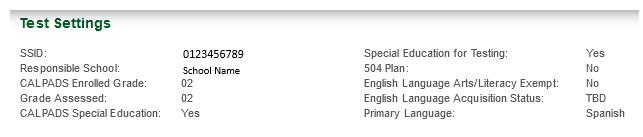 Test Settings
SSID: 0123456789 Special Education for Testing: Yes
Responsible School: School Name 504 Plan: No
CALPADS Enrolled Grade: 02 English Language Arts/Literacy Exempt: No
Grade Assessed: 02 English Language Acquisition Status: TBD
CALPADS Special Education: Yes Primary Language: Spanish